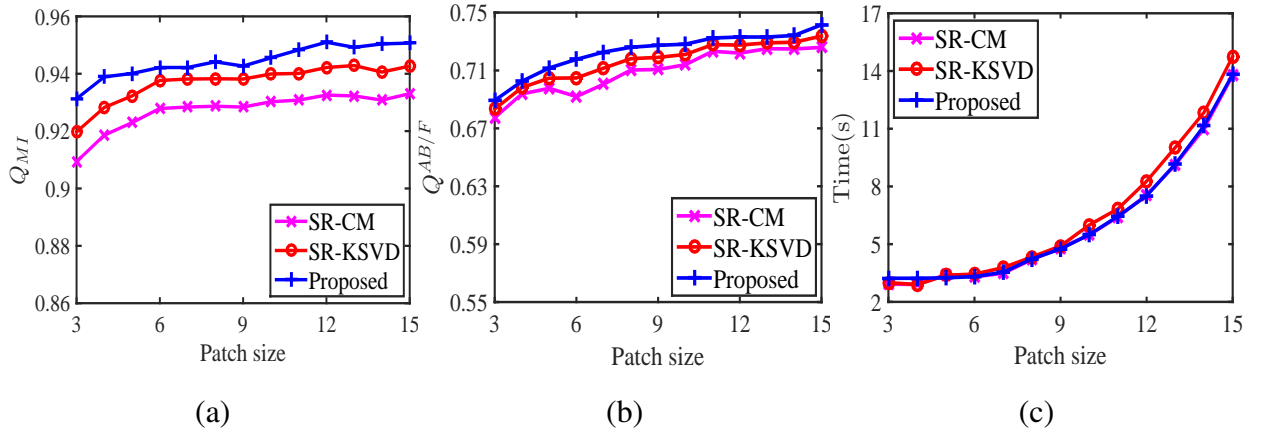 0.96
0.94
0.92
0.9
0.88
0.86
Q_{MI}
3 6 9 12 15
Patch size
SR-CM
SR-KSVD
Proposed
(a)
0.75
0.71
0.67
0.63
0.59
0.55
Q^{AB/F}
3 6 9 12 15
Patch size
SR-CM
SR-KSVD
Proposed
(b)
17
14
11
8
5
2
Time(s)
3 6 9 12 15
Patch size
SR-CM
SR-KSVD
Proposed
(c)